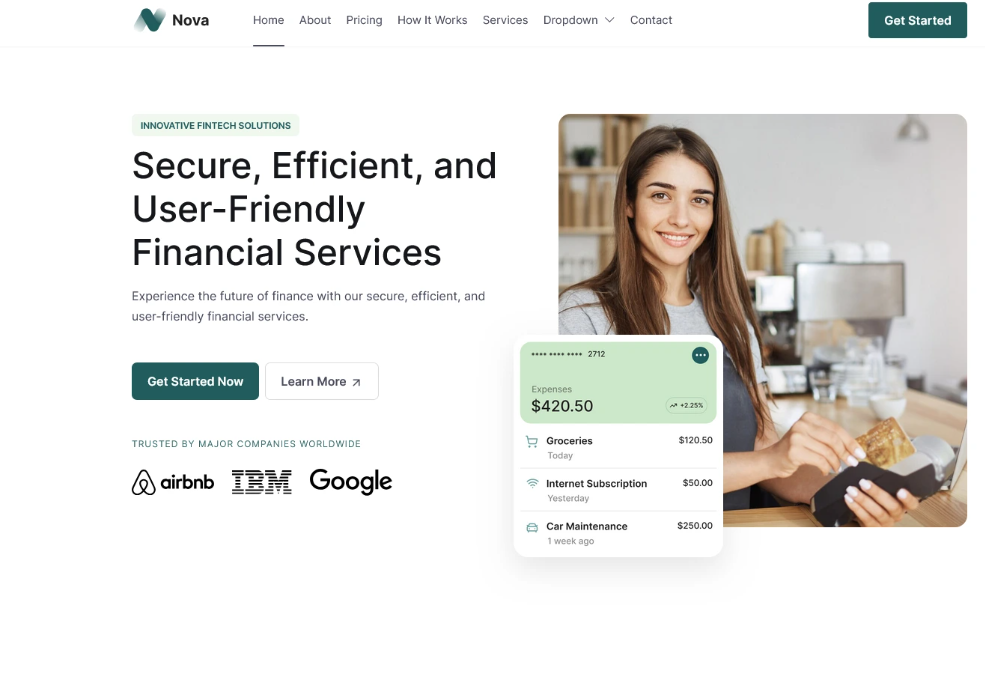 Nova
Home About Pricing How It Works Services Dropdown Contact
Get Started
INNOVATIVE FINTECH SOLUTIONS
Secure, Efficient, and
User-Friendly
Financial Services
Experience the future of finance with our secure, efficient, and
user-friendly financial services.
Get Started Now
Learn More
TRUSTED BY MAJOR COMPANIES WORLDWIDE
airbnb IBM Google
•••• •••• •••• 2712
Expenses
$420.50
+2.25%
Groceries $120.50
Today
Internet Subscription $50.00
Yesterday
Car Maintenance $250.00
1 week ago